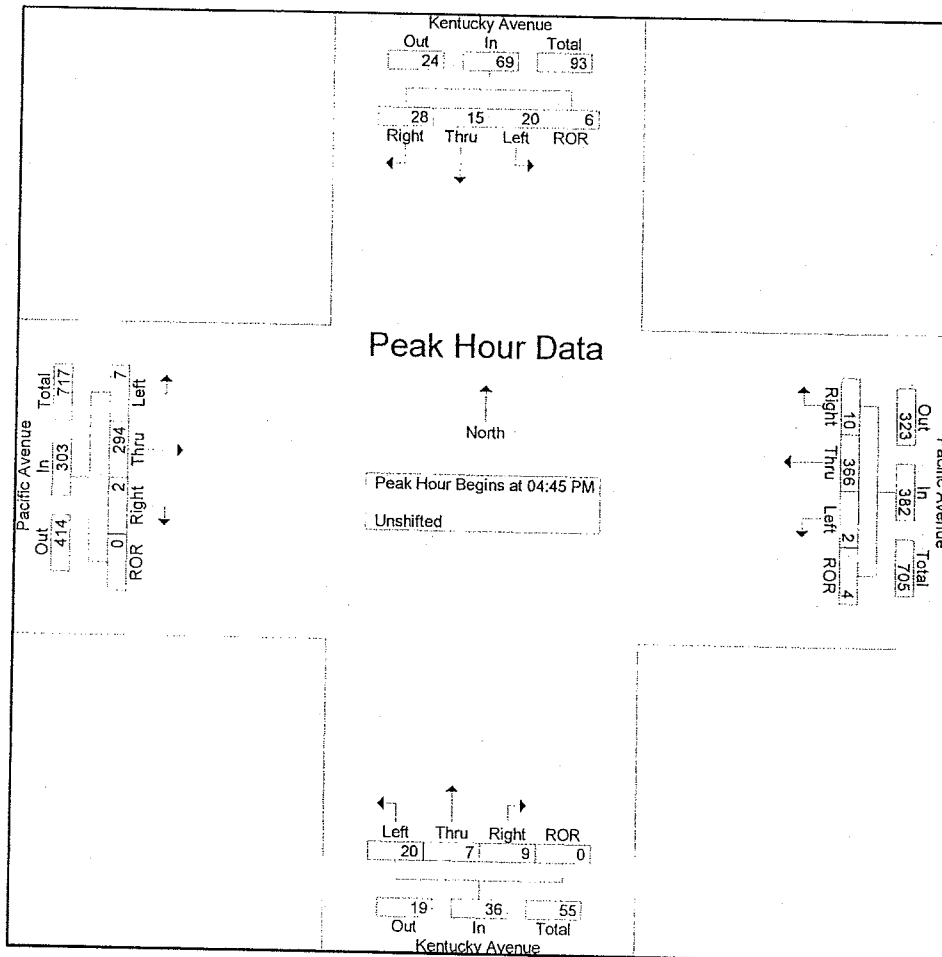 Kentucky Avenue
Out In Total
24 69 93
28 15 20 6
Right Thru Left ROR
Peak Hour Data
North
Peak Hour Begins at 04:45 PM
Unshifted
Pacific Avenue
Out In Total
414 303 717
0 2 294 7
ROR Right Thru Left
Pacific Avenue
Out In Total
323 382 705
10 366 2 4
Right Thru Left ROR
Left Thru Right ROR
20 7 9 0
19 36 55
Out In Total
Kentucky Avenue